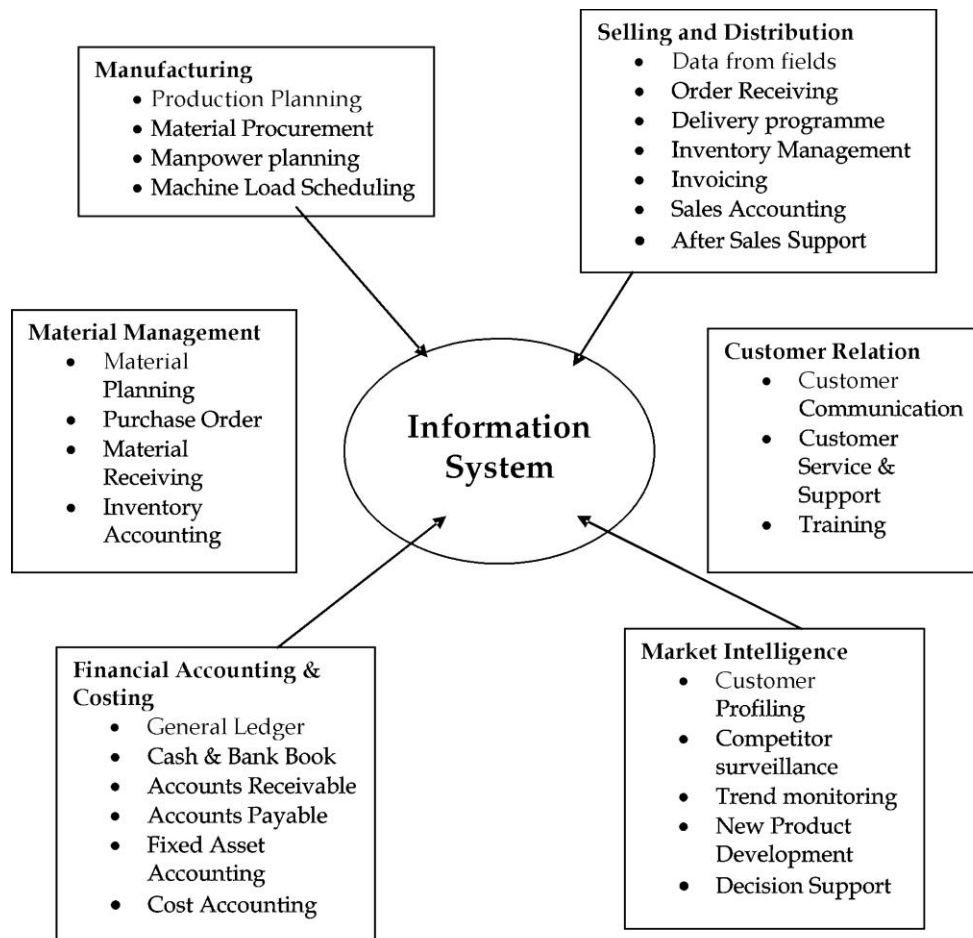 Manufacturing
• Production Planning
• Material Procurement
• Manpower planning
• Machine Load Scheduling
Selling and Distribution
• Data from fields
• Order Receiving
• Delivery programme
• Inventory Management
• Invoicing
• Sales Accounting
• After Sales Support
Material Management
• Material
Planning
• Purchase Order
• Material
Receiving
• Inventory
Accounting
Information
System
Customer Relation
• Customer
Communication
• Customer
Service &
Support
• Training
Financial Accounting &
Costing
• General Ledger
• Cash & Bank Book
• Accounts Receivable
• Accounts Payable
• Fixed Asset
Accounting
• Cost Accounting
Market Intelligence
• Customer
Profiling
• Competitor
surveillance
• Trend monitoring
• New Product
Development
• Decision Support